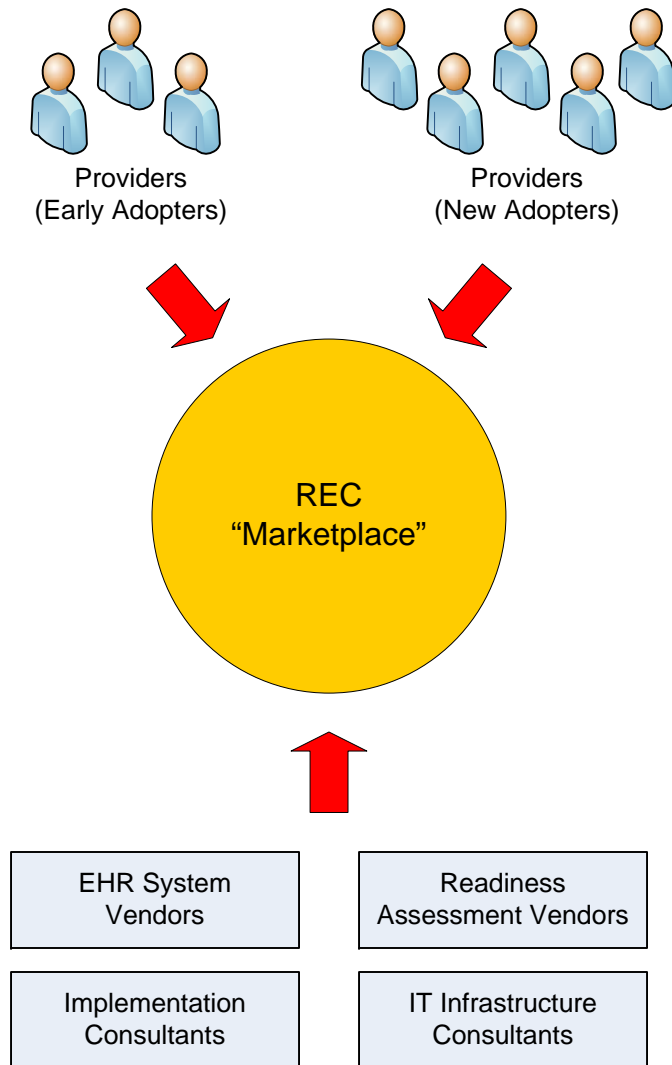 Providers
(Early Adopters)
Providers
(New Adopters)
REC
“Marketplace”
EHR System
Vendors
Readiness
Assessment Vendors
Implementation
Consultants
IT Infrastructure
Consultants